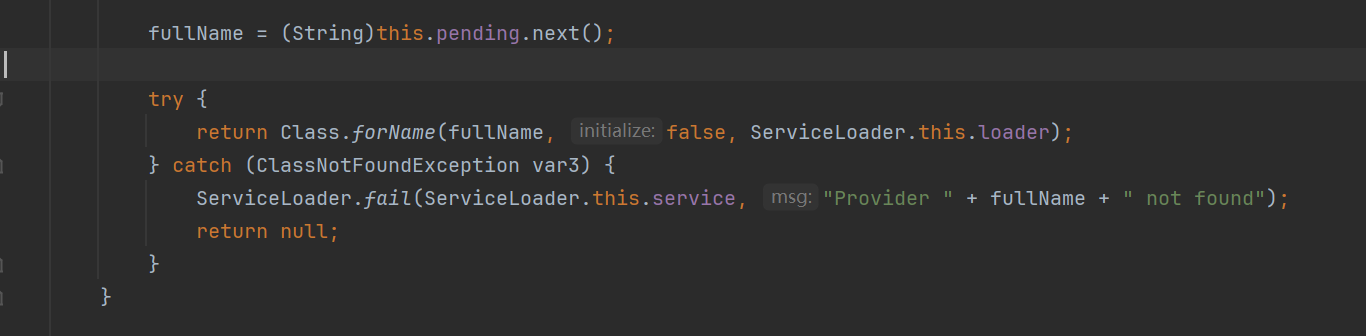 fullName = (String)this.pending.next();
try {
return Class.forName(fullName, initialize: false, ServiceLoader.this.loader);
} catch (ClassNotFoundException var3) {
ServiceLoader.fail(ServiceLoader.this.service, msg: "Provider " + fullName + " not found");
return null;
}
}